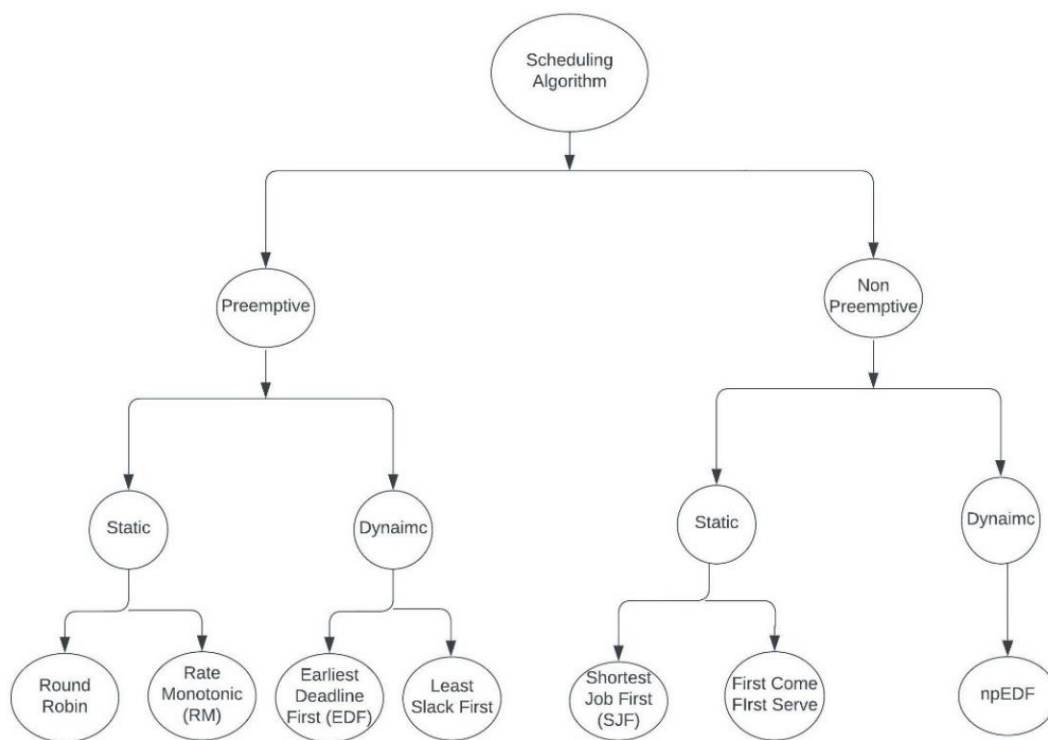 Scheduling
Algorithm
Preemptive
Non
Preemptive
Static
Dynaimc
Static
Dynaimc
Round
Robin
Rate
Monotonic
(RM)
Earliest
Deadline
First (EDF)
Least
Slack First
Shortest
Job First
(SJF)
First Come
FIrst Serve
npEDF